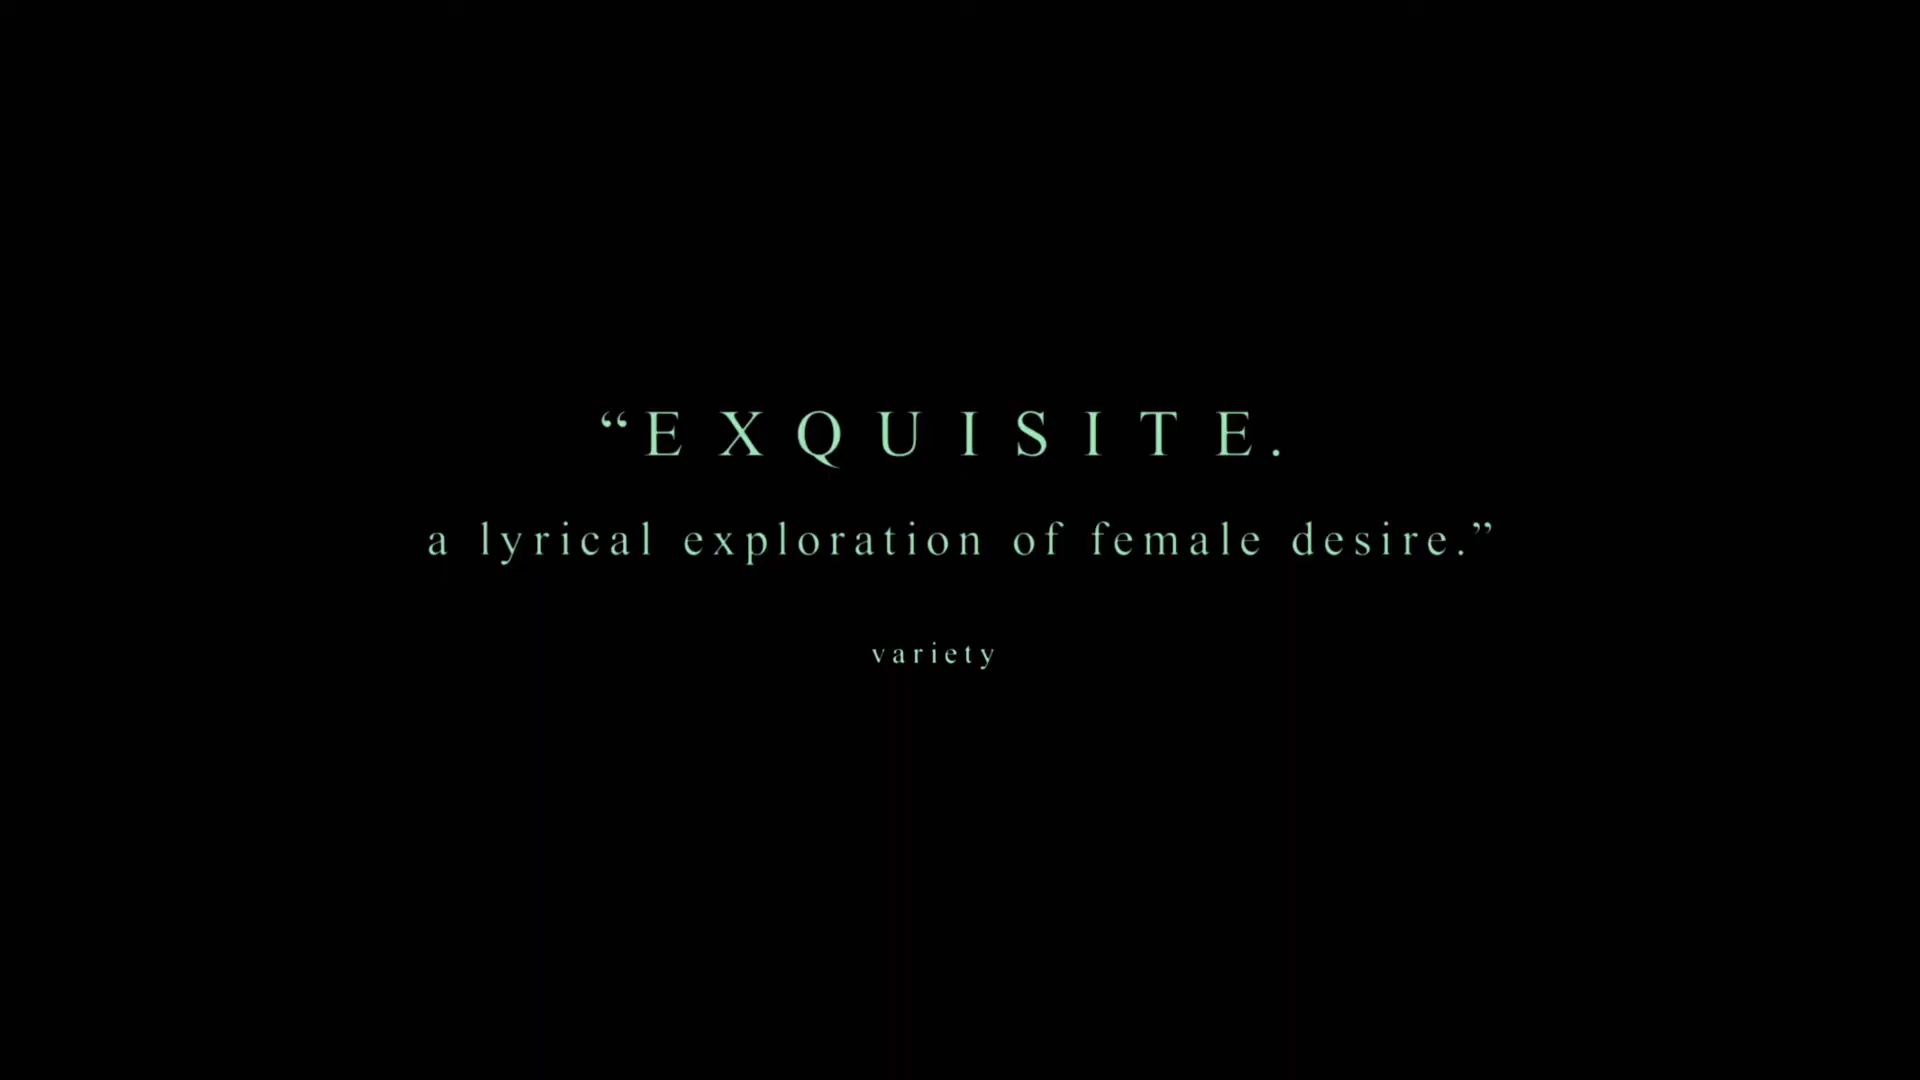 “EXQUISITE.
a lyrical exploration of female desire.”
variety